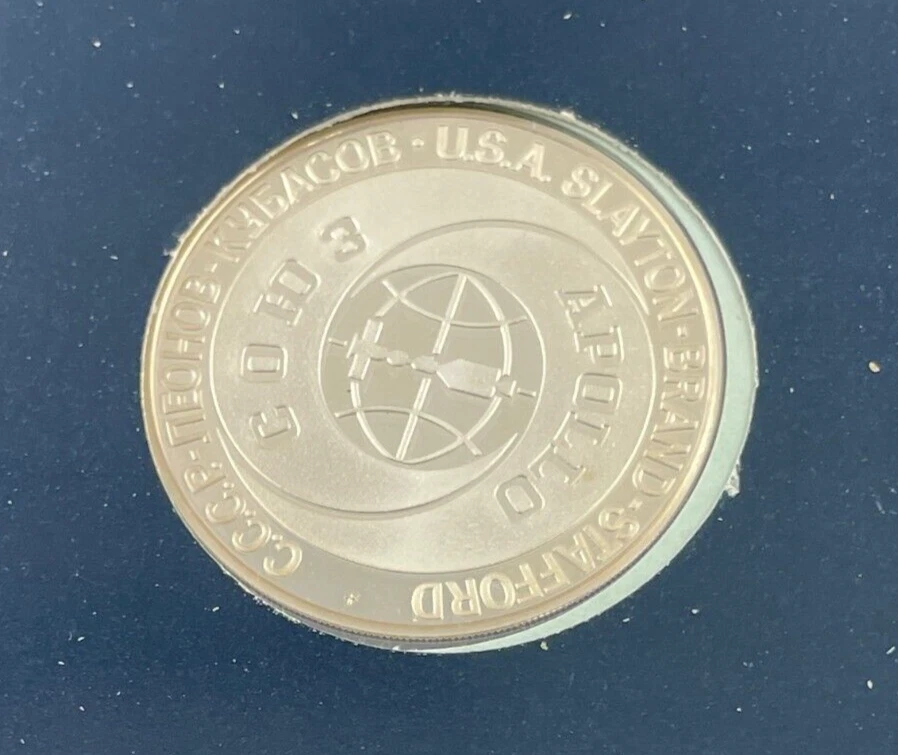 С.С.С.Р.-ЛЕОНОВ-КУБАСОВ · U.S.A. SLAYTON·BRAND·STAFFORD
СОЮЗ
APOLLO